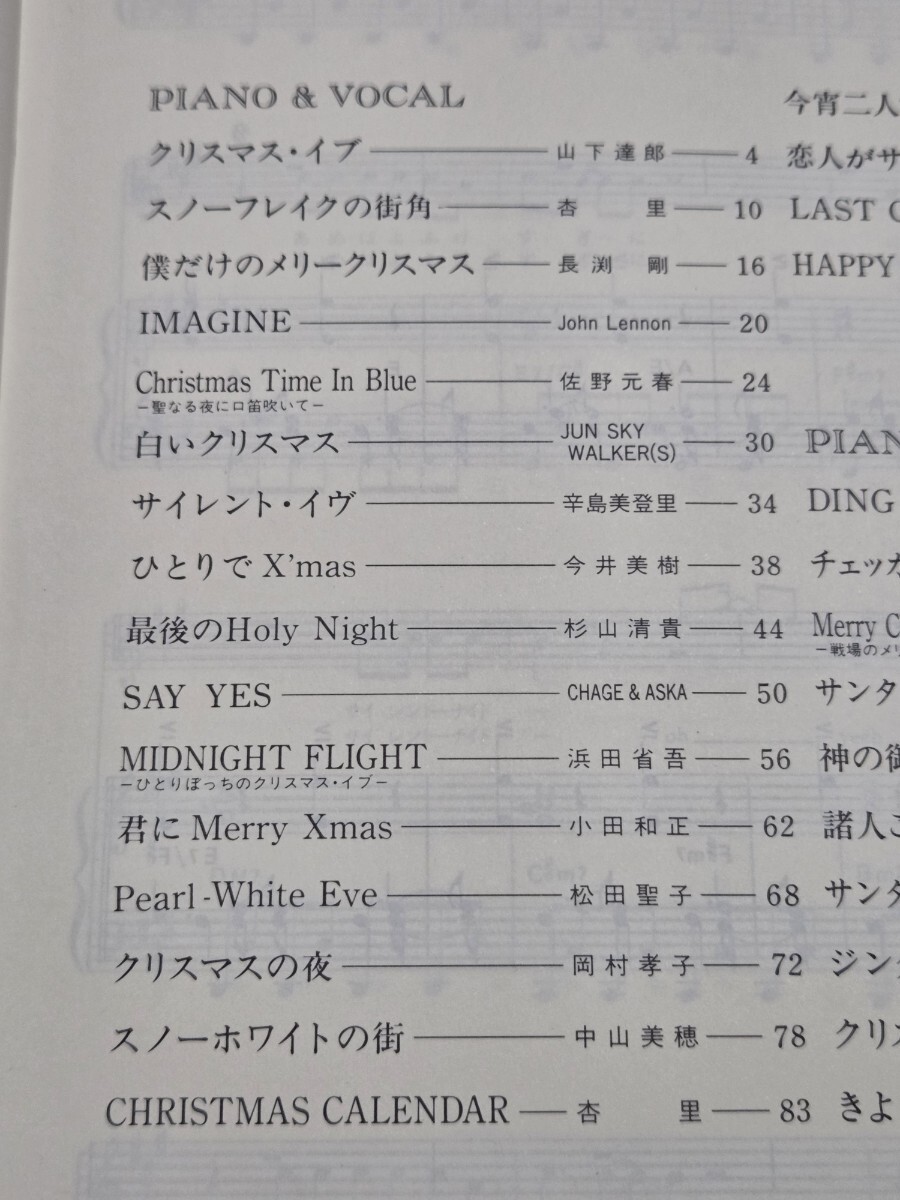 PIANO & VOCAL
クリスマス・イブ 山下達郎 4
スノーフレイクの街角 杏里 10
僕だけのメリークリスマス 長渕剛 16
IMAGINE John Lennon 20
Christmas Time In Blue 佐野元春 24
－聖なる夜に口笛吹いて－
白いクリスマス JUN SKY WALKER(S) 30
サイレント・イヴ 辛島美登里 34
ひとりで X'mas 今井美樹 38
最後のHoly Night 杉山清貴 44
SAY YES CHAGE & ASKA 50
MIDNIGHT FLIGHT 浜田省吾 56
－ひとりぼっちのクリスマス・イブ－
君に Merry Xmas 小田和正 62
Pearl-White Eve 松田聖子 68
クリスマスの夜 岡村孝子 72
スノーホワイトの街 中山美穂 78
CHRISTMAS CALENDAR 杏里 83
今宵二人
恋人がサ
LAST
HAPPY
PIAN
DING
チェッカ
Merry C
－戦場のメリ
サンタ
神の御
諸人こ
サンタ
ジング
クリス
きよ